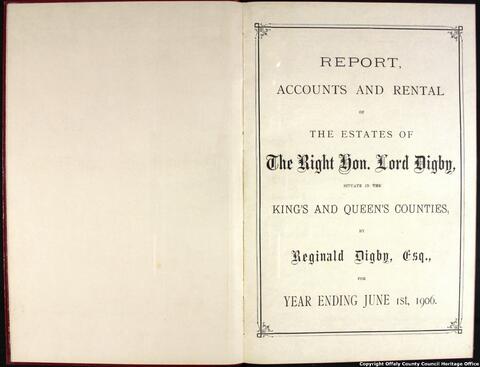 REPORT,
ACCOUNTS AND RENTAL
OF
THE ESTATES OF
The Right Hon. Lord Digby,
SITUATE IN THE
KING'S AND QUEEN'S COUNTIES,
BY
Reginald Digby, Esq.,
FOR
YEAR ENDING JUNE 1st, 1906.
Copyright Offaly County Council Heritage Office